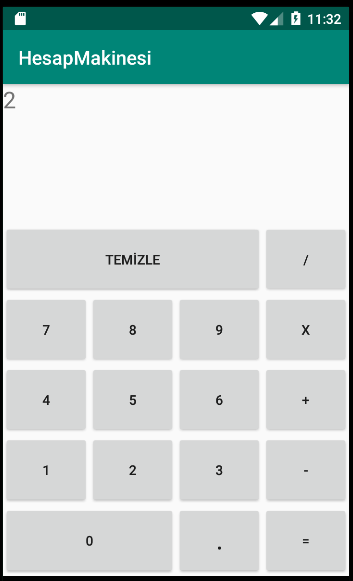 11:32
HesapMakinesi
2
TEMİZLE /
7 8 9 X
4 5 6 +
1 2 3 -
0 . =